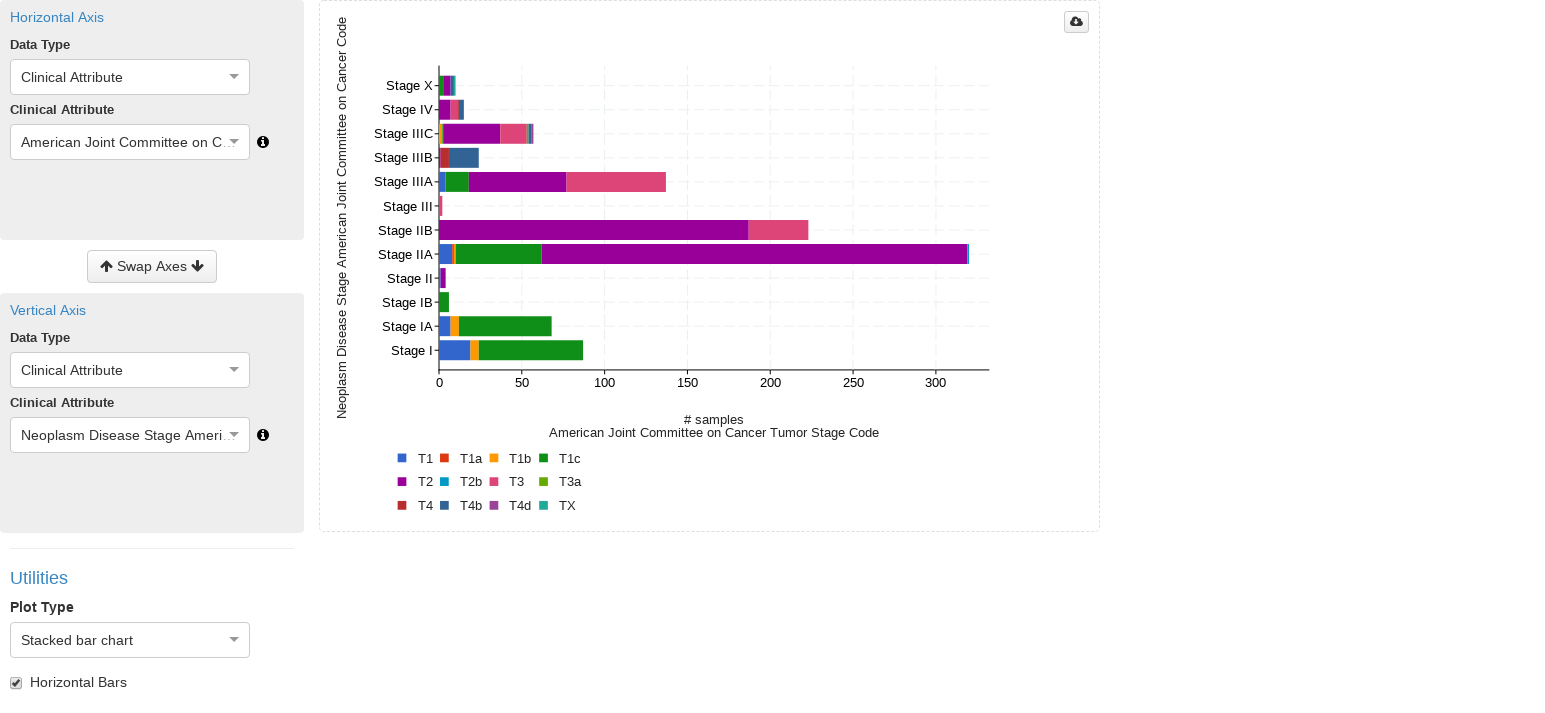 Horizontal Axis
Data Type
Clinical Attribute
Clinical Attribute
American Joint Committee on C...
Swap Axes
Vertical Axis
Data Type
Clinical Attribute
Clinical Attribute
Neoplasm Disease Stage Ameri...
Utilities
Plot Type
Stacked bar chart
Horizontal Bars
Neoplasm Disease Stage American Joint Committee on Cancer Code
Stage X
Stage IV
Stage IIIC
Stage IIIB
Stage IIIA
Stage III
Stage IIB
Stage IIA
Stage II
Stage IB
Stage IA
Stage I
0 50 100 150 200 250 300
# samples
American Joint Committee on Cancer Tumor Stage Code
T1 T1a T1b T1c
T2 T2b T3 T3a
T4 T4b T4d TX